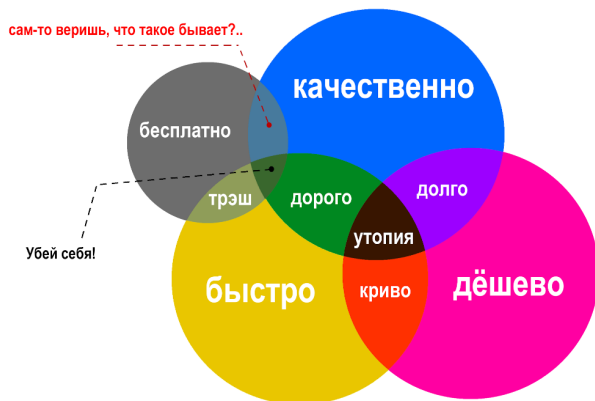 сам-то веришь, что такое бывает?..
качественно
бесплатно
трэш
дорого
долго
утопия
Убей себя!
быстро
криво
дёшево